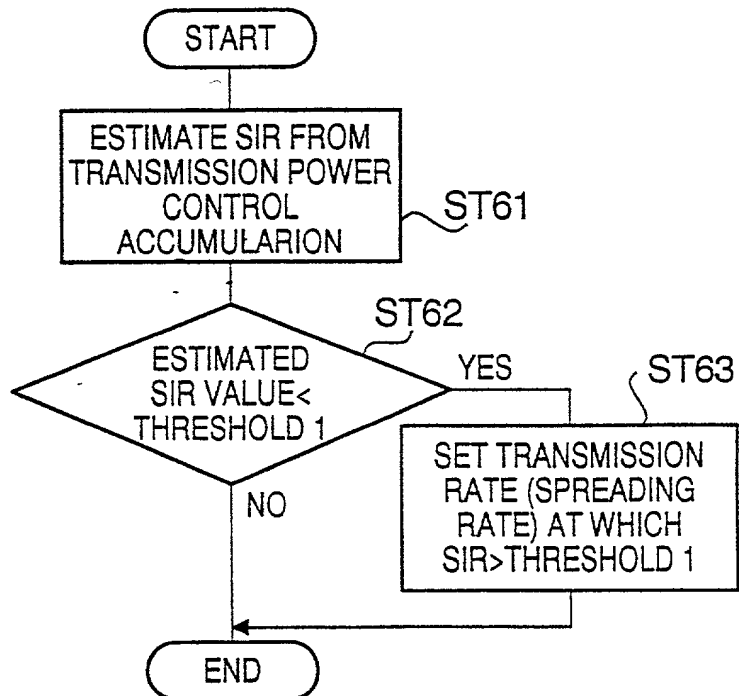 START
ESTIMATE SIR FROM
TRANSMISSION POWER
CONTROL
ACCUMULARION
ST61
ST62
ESTIMATED
SIR VALUE<
THRESHOLD 1
YES
ST63
NO
SET TRANSMISSION
RATE (SPREADING
RATE) AT WHICH
SIR>THRESHOLD 1
END